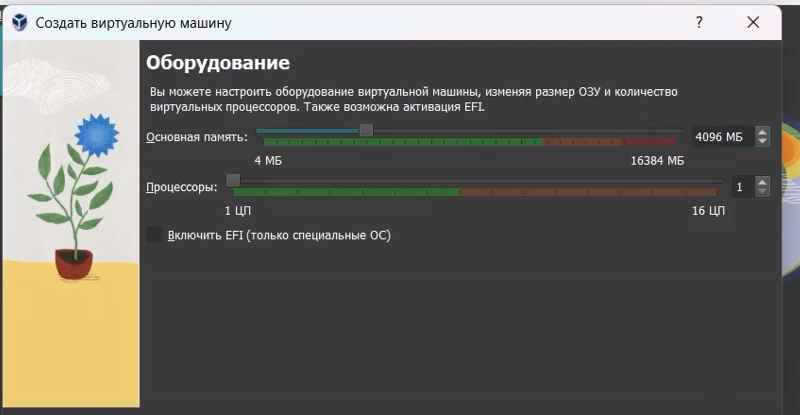 Создать виртуальную машину
?
Оборудование
Вы можете настроить оборудование виртуальной машины, изменяя размер ОЗУ и количество
виртуальных процессоров. Также возможна активация EFI.
Основная память:
4096 МБ
4 МБ
16384 МБ
Процессоры:
1
1 ЦП
16 ЦП
Включить EFI (только специальные ОС)